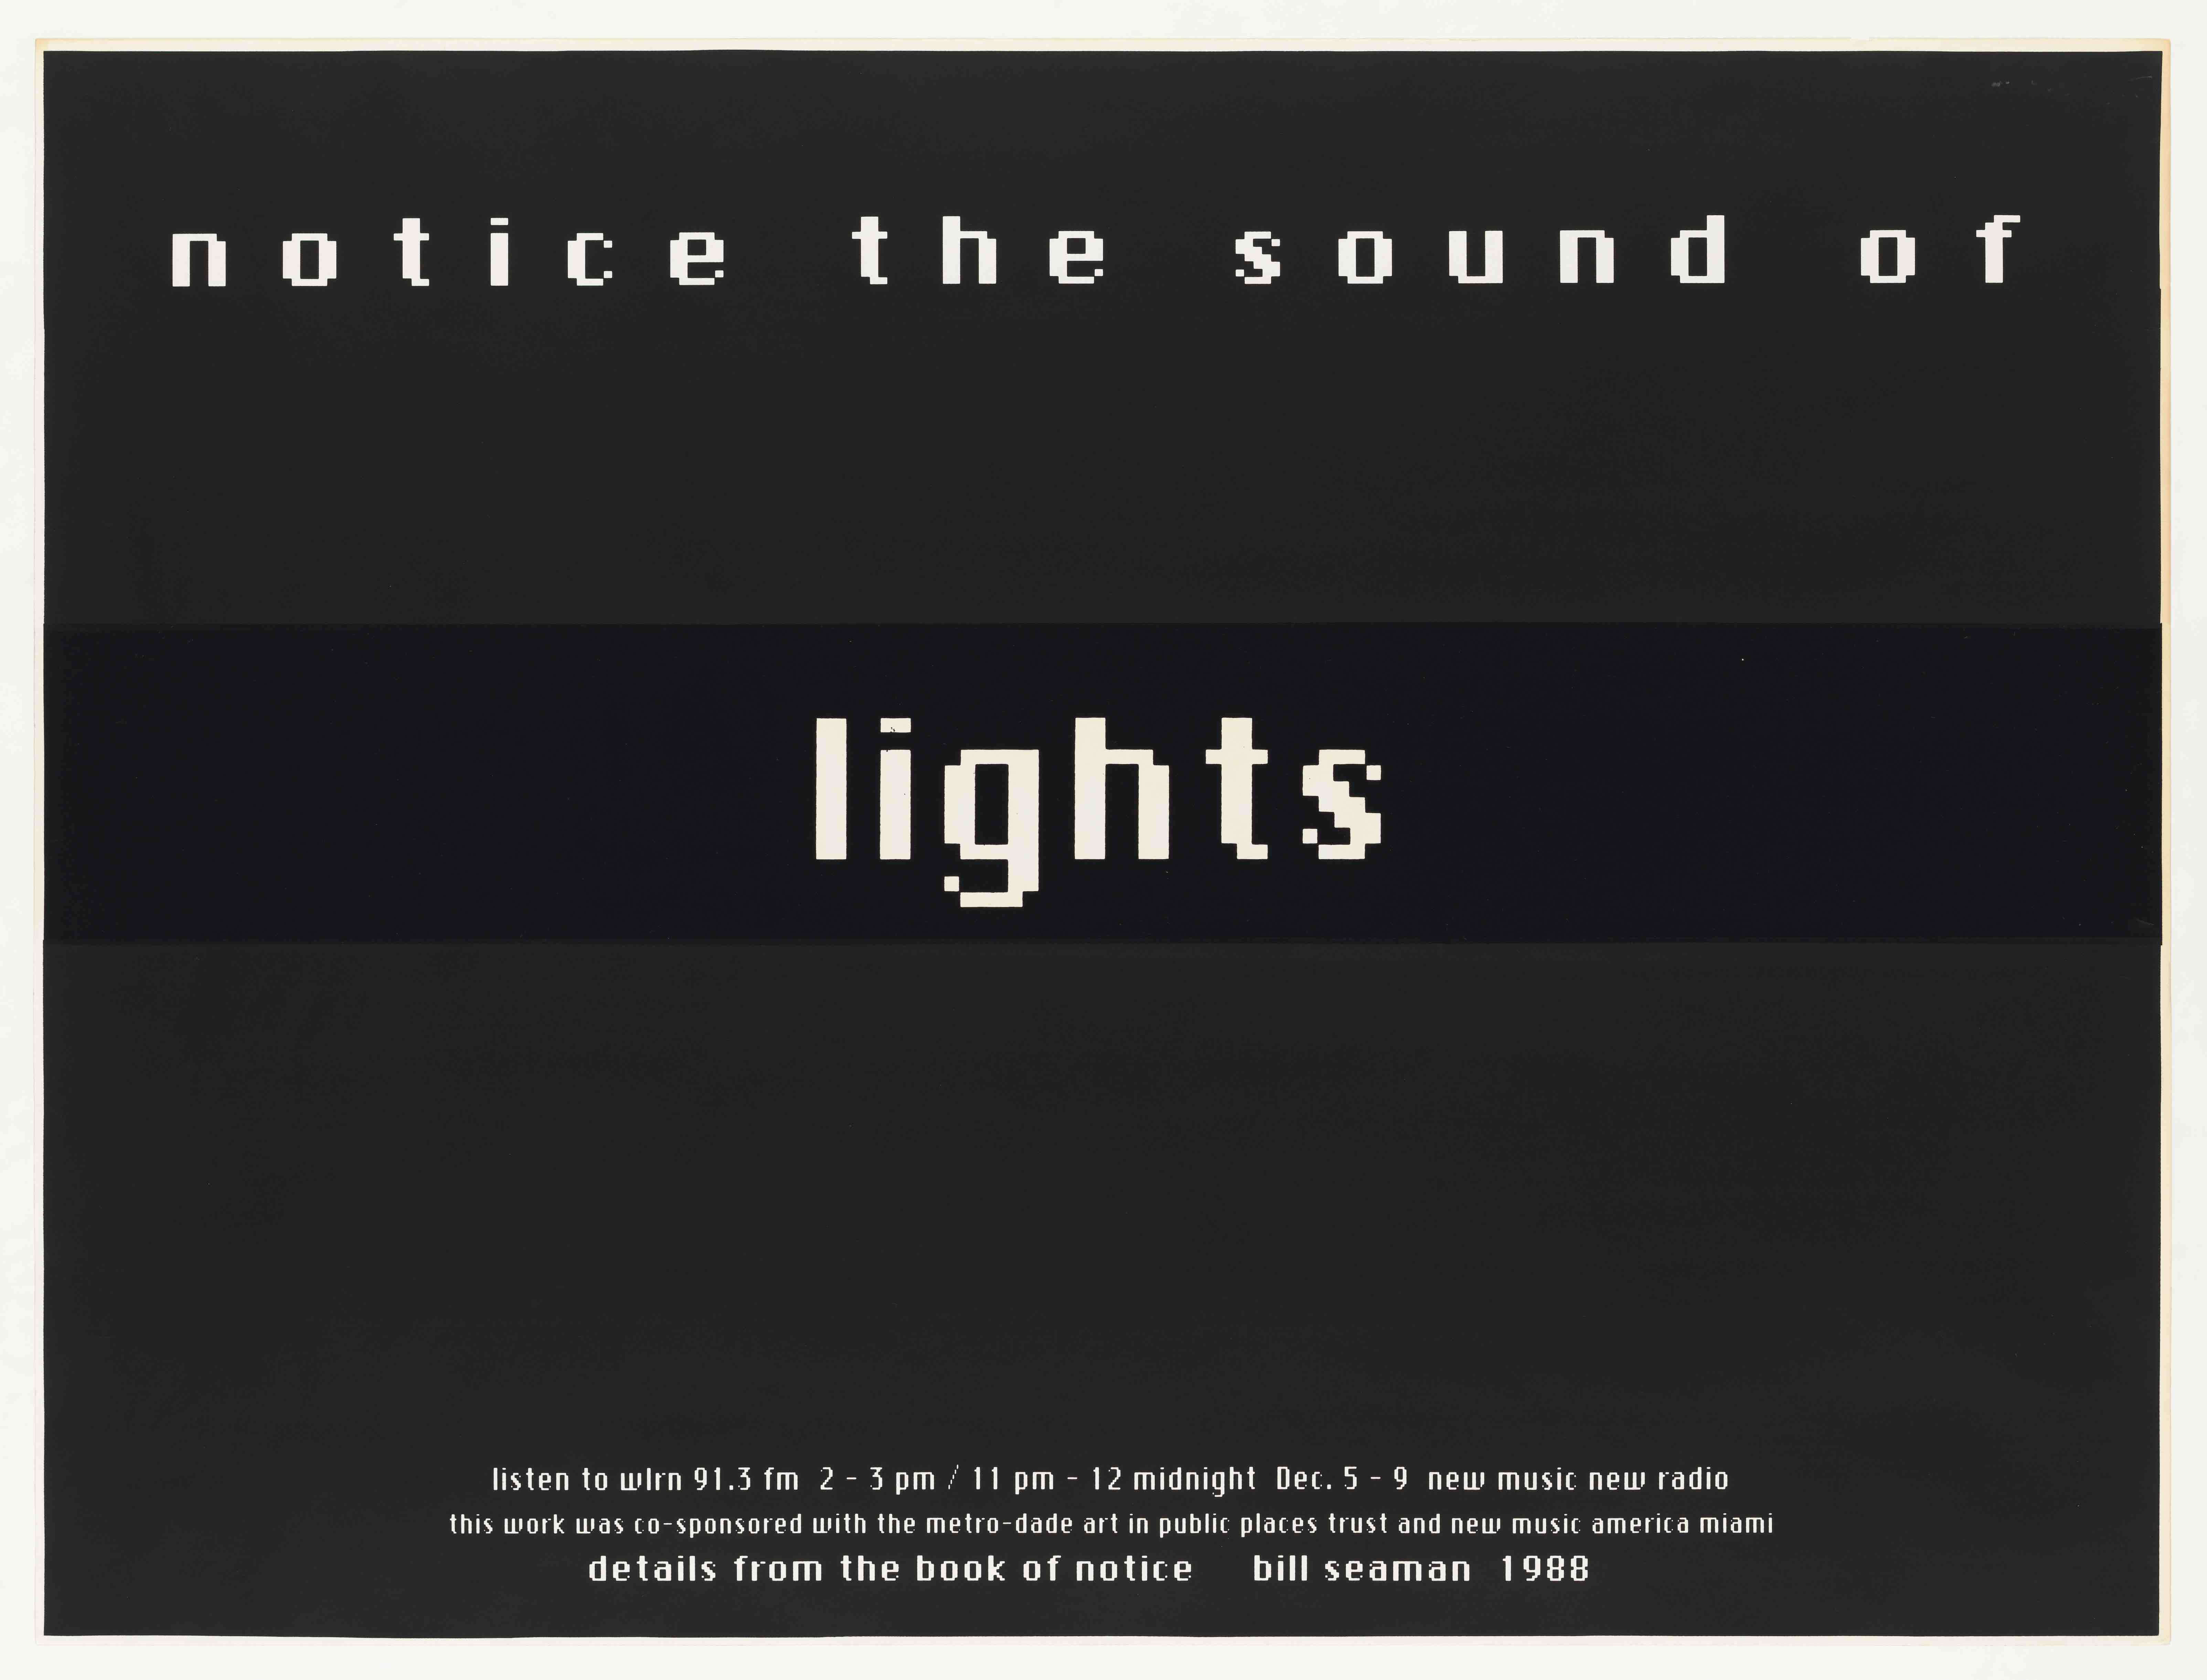 notice the sound of
lights
listen to wlrn 91.3 fm 2 - 3 pm / 11 pm - 12 midnight Dec. 5 - 9 new music new radio
this work was co-sponsored with the metro-dade art in public places trust and new music america miami
details from the book of notice bill seaman 1988